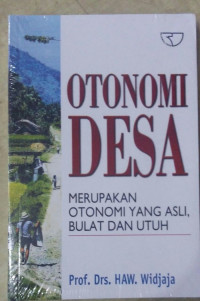 OTONOMI
DESA
MERUPAKAN
OTONOMI YANG ASLI,
BULAT DAN UTUH
Prof. Drs. HAW. Widjaja